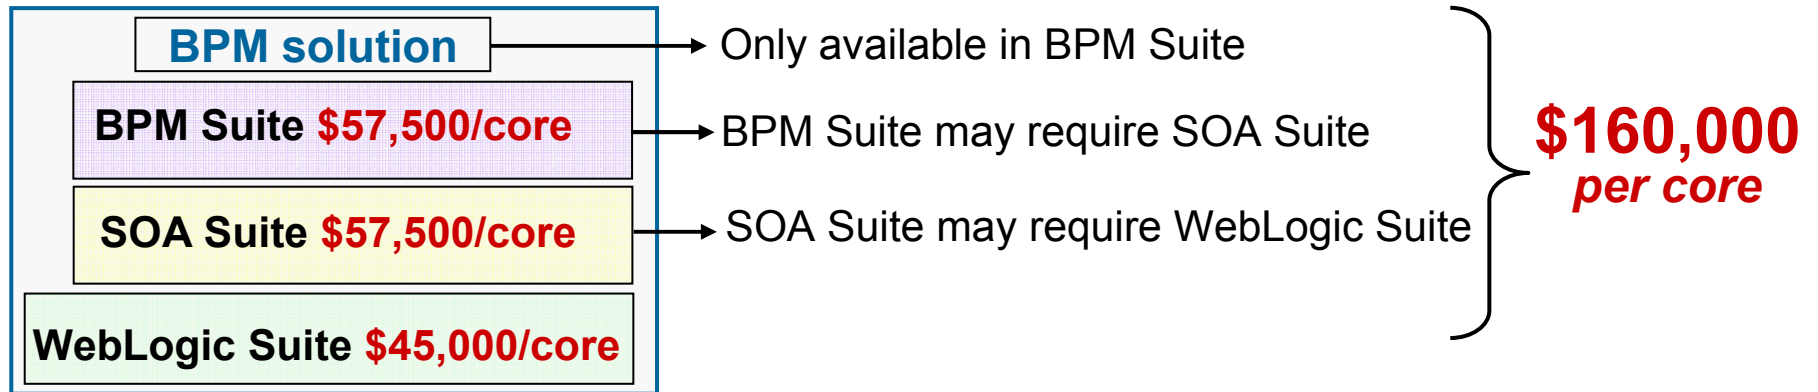 BPM solution
Only available in BPM Suite
BPM Suite $57,500/core
BPM Suite may require SOA Suite
$160,000
per core
SOA Suite $57,500/core
SOA Suite may require WebLogic Suite
WebLogic Suite $45,000/core